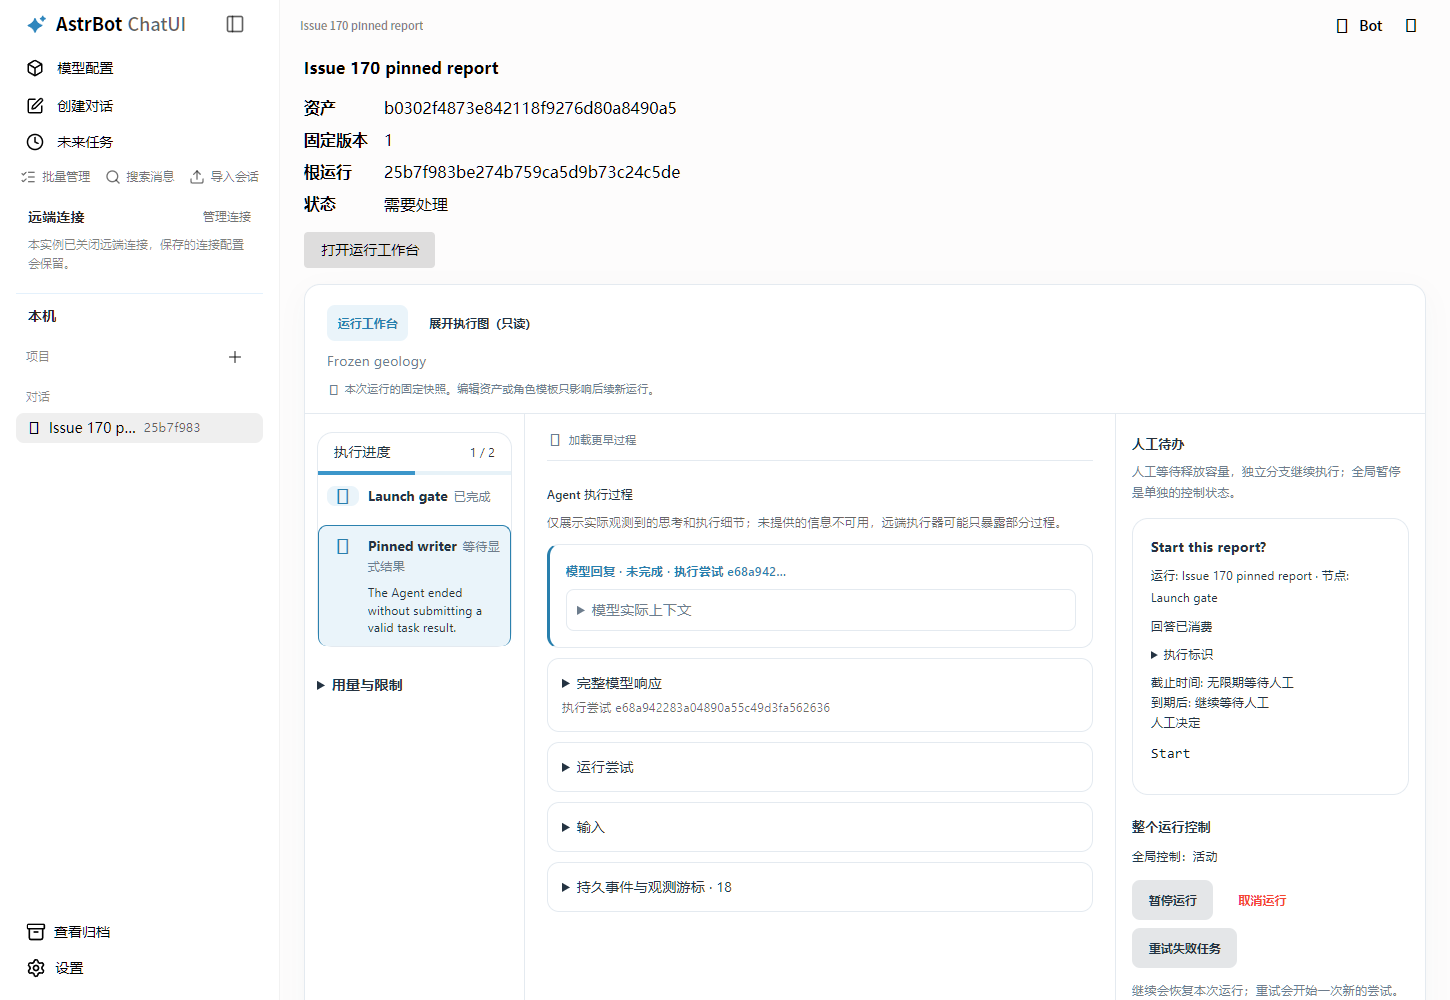 AstrBot ChatUI
模型配置
创建对话
未来任务
批量管理 搜索消息 导入会话
远端连接 管理连接
本实例已关闭远端连接，保存的连接配置
会保留。
本机
项目
对话
Issue 170 p... 25b7f983
查看归档
设置
Issue 170 pinned report
Bot
Issue 170 pinned report
资产 b0302f4873e842118f9276d80a8490a5
固定版本 1
根运行 25b7f983be274b759ca5d9b73c24c5de
状态 需要处理
打开运行工作台
运行工作台 展开执行图（只读）
Frozen geology
本次运行的固定快照。编辑资产或角色模板只影响后续新运行。
执行进度 1 / 2
Launch gate 已完成
Pinned writer 等待显
式结果
The Agent ended
without submitting a
valid task result.
用量与限制
加载更早过程
Agent 执行过程
仅展示实际观测到的思考和执行细节；未提供的信息不可用，远端执行器可能只暴露部分过程。
模型回复 · 未完成 · 执行尝试 e68a942...
模型实际上下文
完整模型响应
执行尝试 e68a942283a04890a55c49d3fa562636
运行尝试
输入
持久事件与观测游标 · 18
人工待办
人工等待释放容量，独立分支继续执行；全局暂停
是单独的控制状态。
Start this report?
运行: Issue 170 pinned report · 节点:
Launch gate
回答已消费
执行标识
截止时间: 无限期等待人工
到期后: 继续等待人工
人工决定
Start
整个运行控制
全局控制：活动
暂停运行 取消运行
重试失败任务
继续会恢复本次运行；重试会开始一次新的尝试。